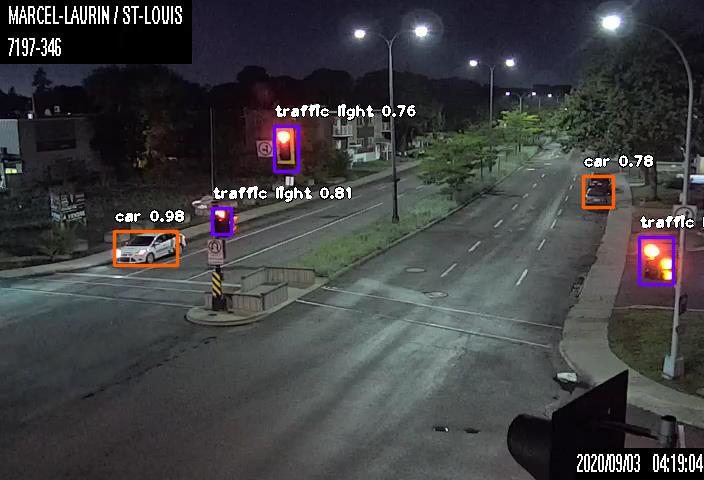 MARCEL-LAURIN / ST-LOUIS
7197-346
traffic light 0.76
car 0.78
traffic light 0.81
car 0.98
traffic
2020/09/03 04:19:04